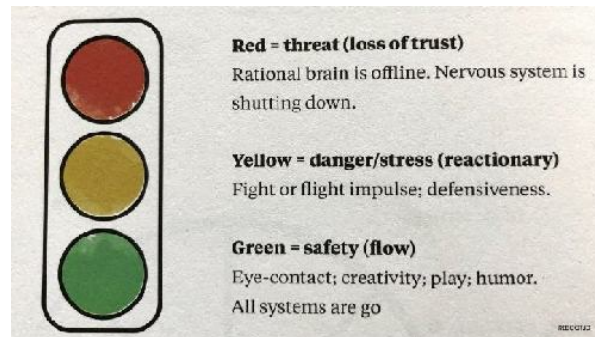 Red = threat (loss of trust)
Rational brain is offline. Nervous system is
shutting down.
Yellow = danger/stress (reactionary)
Fight or flight impulse; defensiveness.
Green = safety (flow)
Eye-contact; creativity; play; humor.
All systems are go